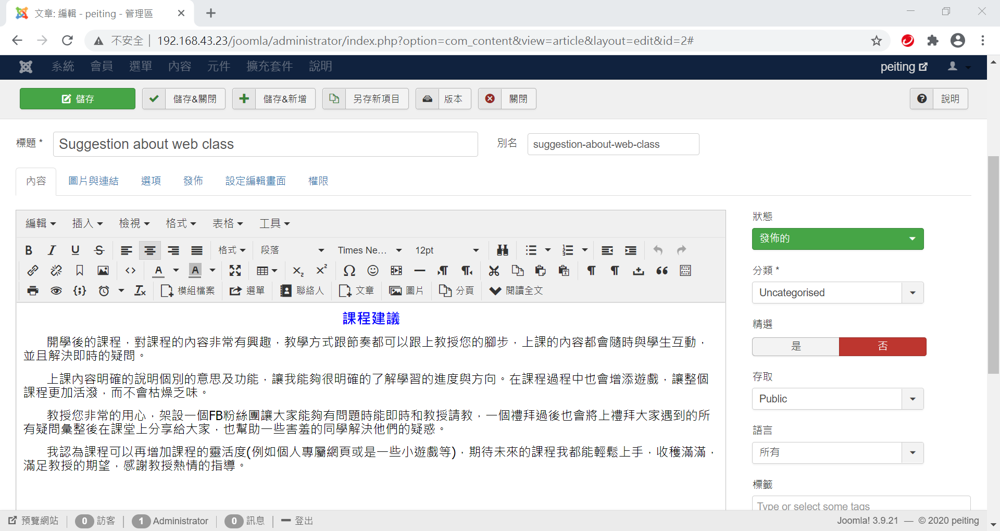 文章: 編輯 - peiting - 管理區
不安全 192.168.43.23/joomla/administrator/index.php?option=com_content&view=article&layout=edit&id=2#
系統 會員 選單 內容 元件 擴充套件 說明 peiting
儲存 儲存&關閉 儲存&新增 另存新項目 版本 關閉 說明
標題 * Suggestion about web class 別名 suggestion-about-web-class
內容 圖片與連結 選項 發佈 設定編輯畫面 權限
編輯 插入 檢視 格式 表格 工具
格式 段落 Times Ne... 12pt
模組檔案 選單 聯絡人 文章 圖片 分頁 閱讀全文
課程建議
開學後的課程，對課程的內容非常有興趣，教學方式跟節奏都可以跟上教授您的腳步，上課的內容都會隨時與學生互動，
並且解決即時的疑問。
上課內容明確的說明個別的意思及功能，讓我能夠很明確的了解學習的進度與方向。在課程過程中也會增添遊戲，讓整個
課程更加活潑，而不會枯燥乏味。
教授您非常的用心，架設一個FB粉絲團讓大家能夠有問題時能即時和教授請教，一個禮拜過後也會將上禮拜大家遇到的所
有疑問彙整後在課堂上分享給大家，也幫助一些害羞的同學解決他們的疑惑。
我認為課程可以再增加課程的靈活度(例如個人專屬網頁或是一些小遊戲等)，期待未來的課程我都能輕鬆上手，收穫滿滿，
滿足教授的期望，感謝教授熱情的指導。
狀態
發佈的
分類 *
Uncategorised
精選
是 否
存取
Public
語言
所有
標籤
Type or select some tags
預覽網站 0 訪客 1 Administrator 0 訊息 登出 Joomla! 3.9.21 — © 2020 peiting